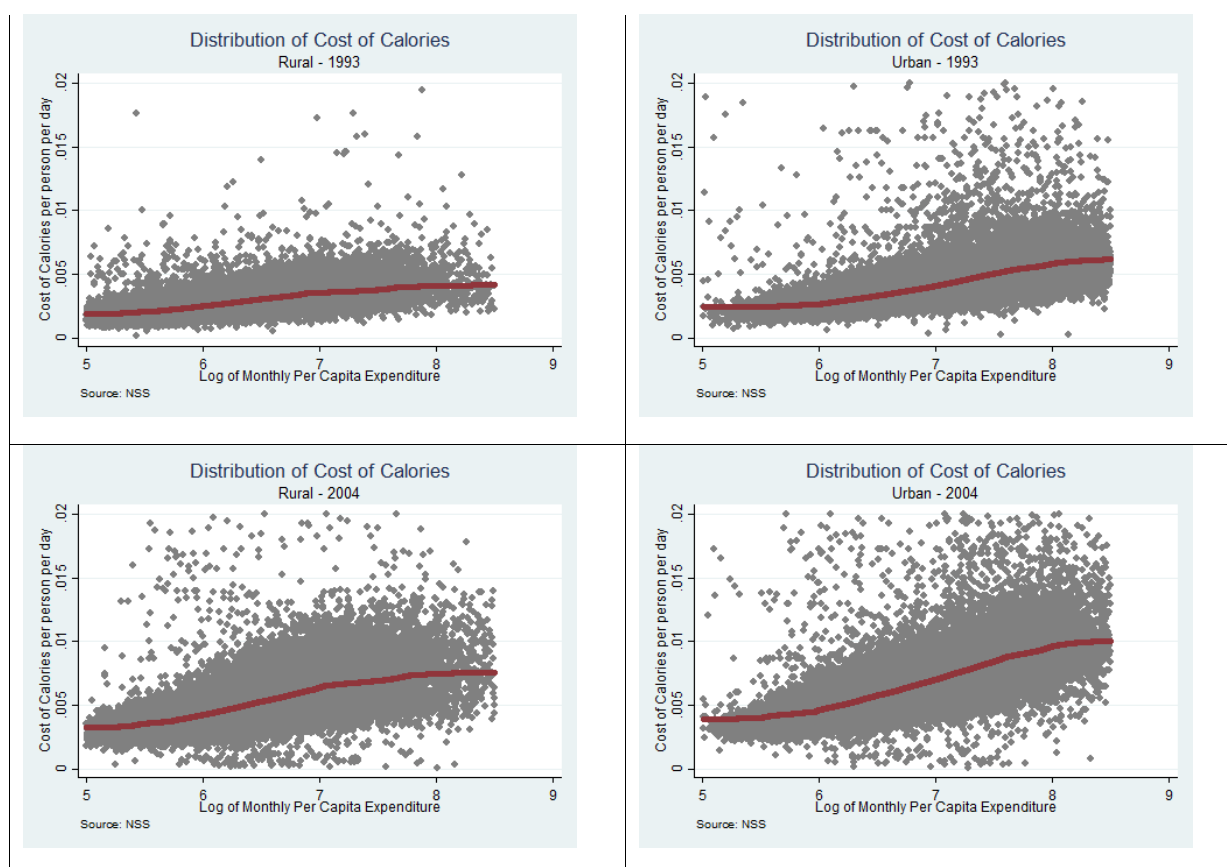 Distribution of Cost of Calories
Rural - 1993
Cost of Calories per person per day
0 .005 .01 .015 .02
5 6 7 8 9
Log of Monthly Per Capita Expenditure
Source: NSS
Distribution of Cost of Calories
Urban - 1993
Cost of Calories per person per day
0 .005 .01 .015 .02
5 6 7 8 9
Log of Monthly Per Capita Expenditure
Source: NSS
Distribution of Cost of Calories
Rural - 2004
Cost of Calories per person per day
0 .005 .01 .015 .02
5 6 7 8 9
Log of Monthly Per Capita Expenditure
Source: NSS
Distribution of Cost of Calories
Urban - 2004
Cost of Calories per person per day
0 .005 .01 .015 .02
5 6 7 8 9
Log of Monthly Per Capita Expenditure
Source: NSS